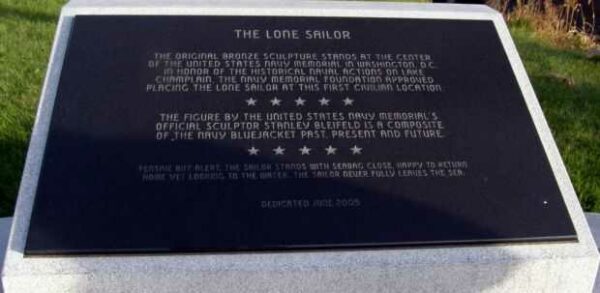 THE LONE SAILOR
THE ORIGINAL BRONZE SCULPTURE STANDS AT THE CENTER
OF THE UNITED STATES NAVY MEMORIAL IN WASHINGTON, D.C.
IN HONOR OF THE HISTORICAL NAVAL ACTIONS ON LAKE
CHAMPLAIN, THE NAVY MEMORIAL FOUNDATION APPROVED
PLACING THE LONE SAILOR AT THIS FIRST CIVILIAN LOCATION
THE FIGURE BY THE UNITED STATES NAVY MEMORIAL'S
OFFICIAL SCULPTOR STANLEY BLEIFELD IS A COMPOSITE
OF THE NAVY BLUEJACKET PAST, PRESENT AND FUTURE.
PENSIVE BUT ALERT, THE SAILOR STANDS WITH SEABAG CLOSE, HAPPY TO RETURN
HOME YET LOOKING TO THE WATER. THE SAILOR NEVER FULLY LEAVES THE SEA.
DEDICATED JUNE 2005